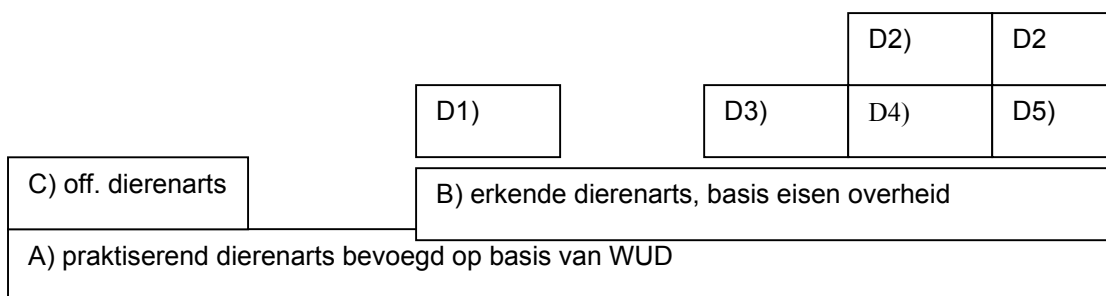 D2) D2
D1) D3) D4) D5)
C) off. dierenarts
B) erkende dierenarts, basis eisen overheid
A) praktiserend dierenarts bevoegd op basis van WUD